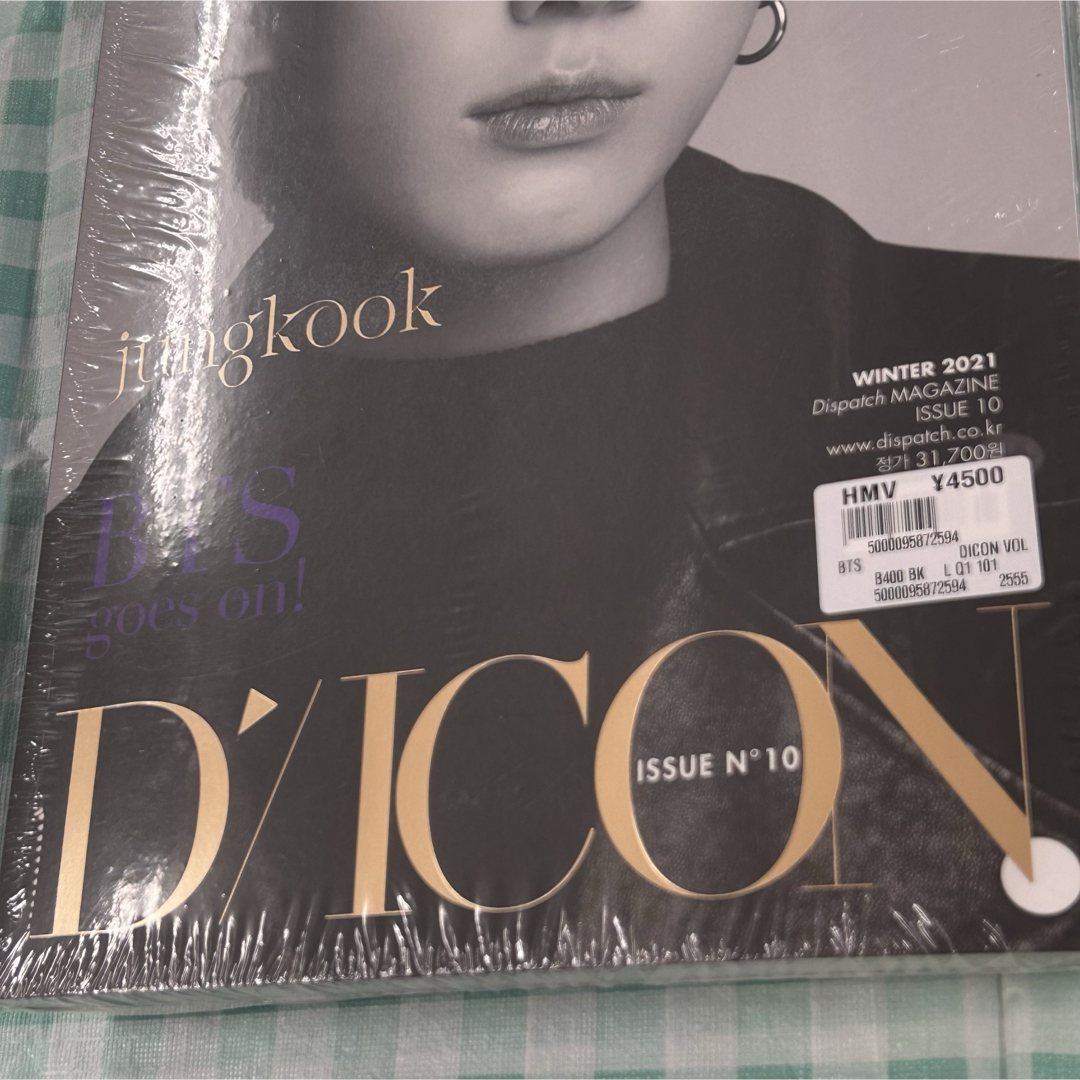 jungkook
WINTER 2021
Dispatch MAGAZINE
ISSUE 10
www.dispatch.co.kr
정가 31,700원
BTS
goes on!
HMV ¥4500
5000095872594
BTS DICON VOL
B400 BK L Q1 101
5000095872594 2555
D'/ICON
ISSUE N°10